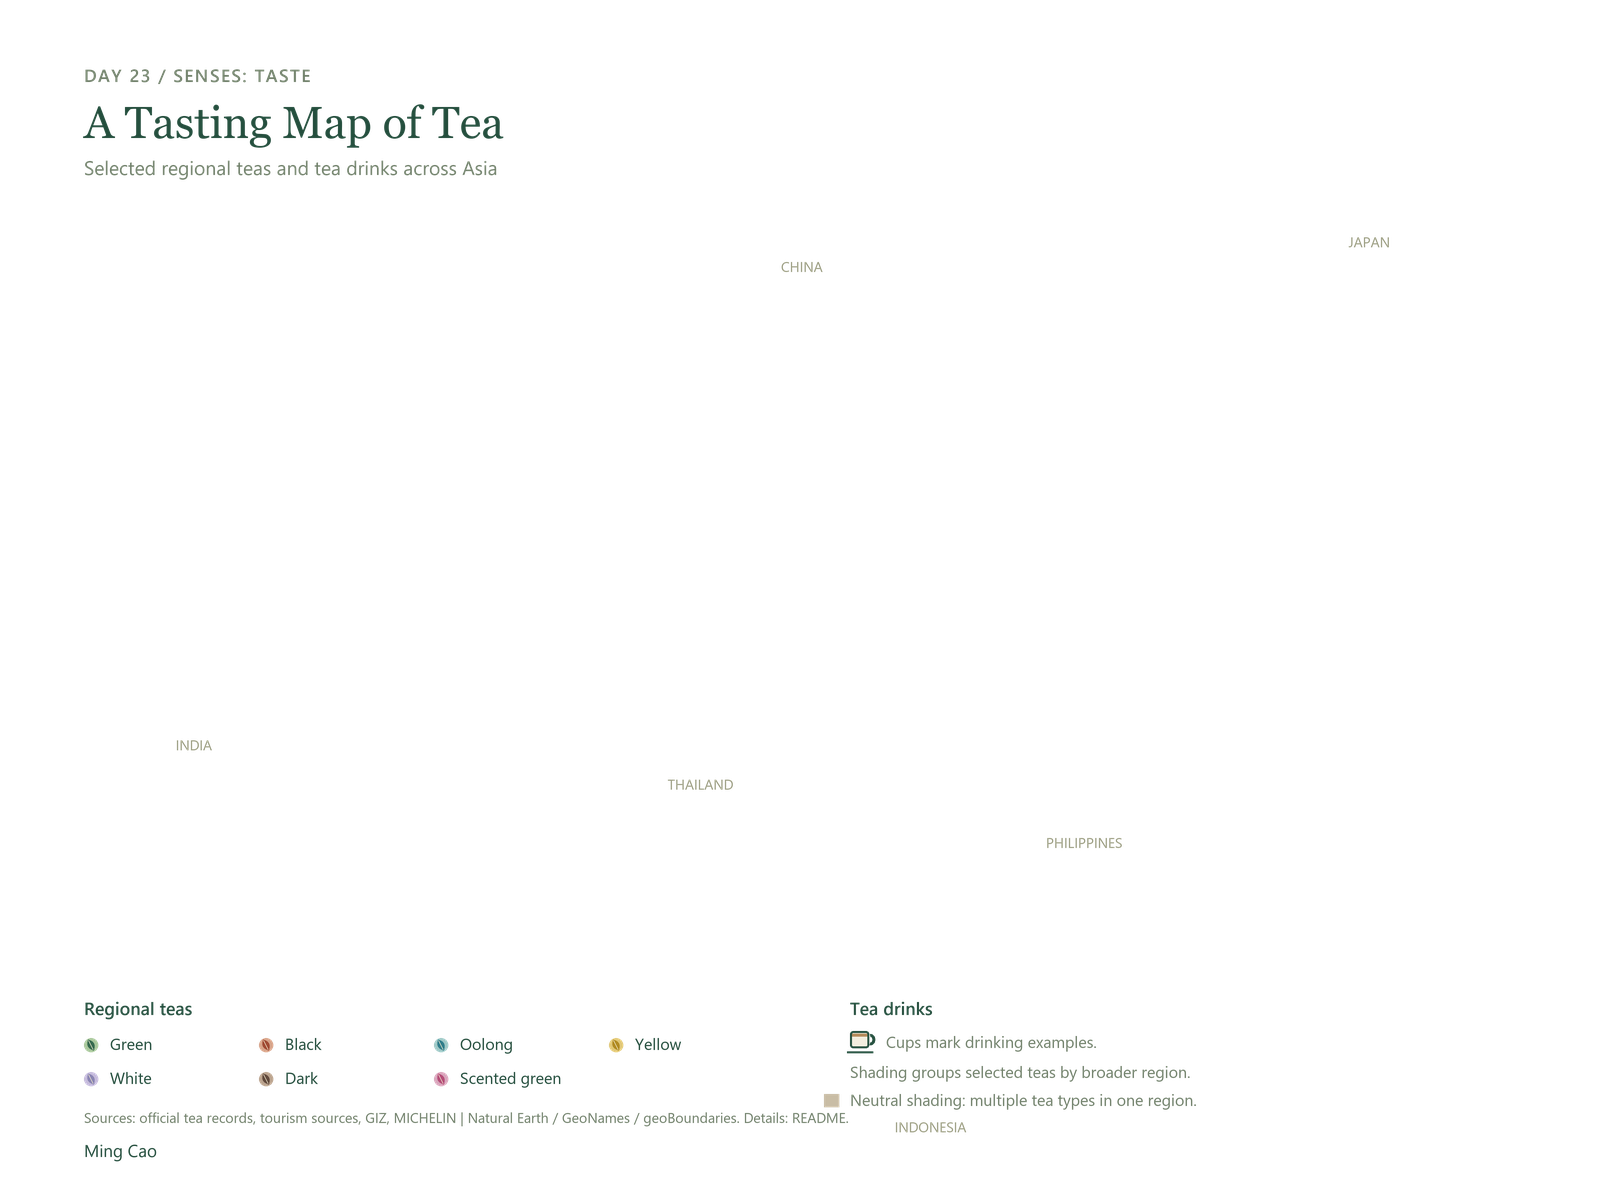 DAY 23 / SENSES: TASTE
A Tasting Map of Tea
Selected regional teas and tea drinks across Asia
JAPAN
CHINA
INDIA
THAILAND
PHILIPPINES
Regional teas
Green
Black
Oolong
Yellow
White
Dark
Scented green
Tea drinks
Cups mark drinking examples.
Shading groups selected teas by broader region.
Neutral shading: multiple tea types in one region.
Sources: official tea records, tourism sources, GIZ, MICHELIN | Natural Earth / GeoNames / geoBoundaries. Details: README.
INDONESIA
Ming Cao